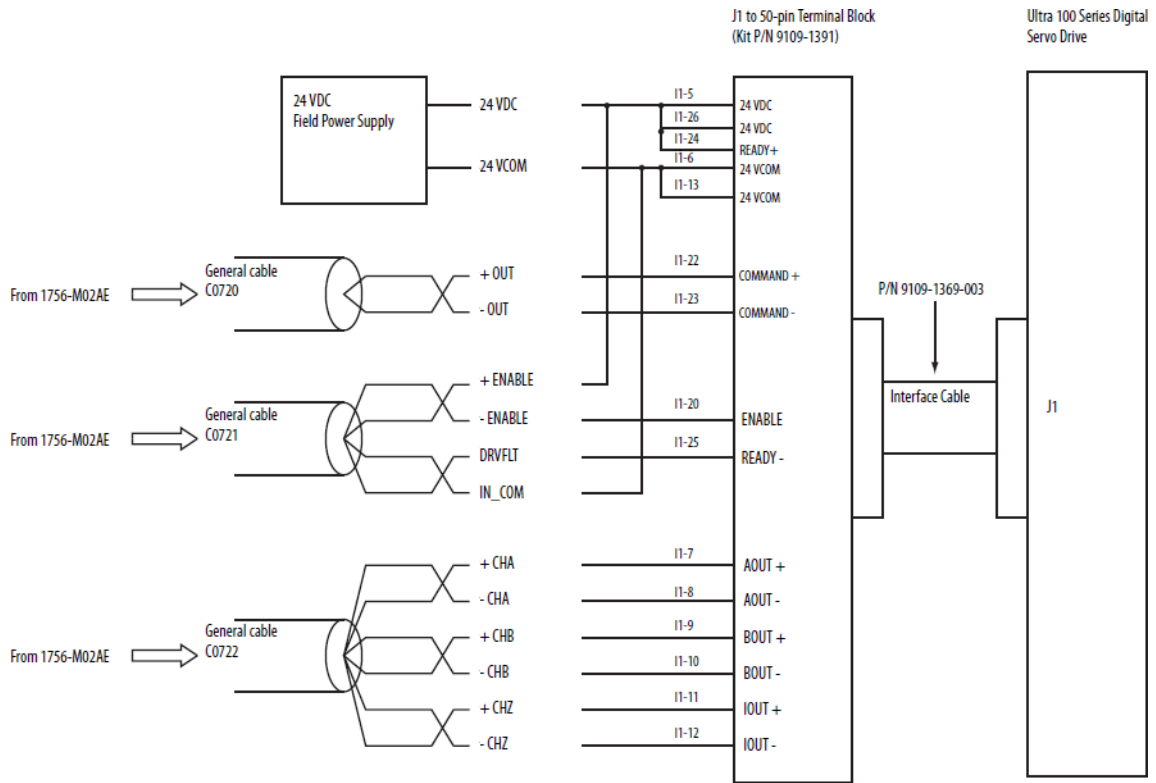 J1 to 50-pin Terminal Block
(Kit P/N 9109-1391)
Ultra 100 Series Digital
Servo Drive
24 VDC
Field Power Supply
24 VDC
24 VCOM
I1-5
24 VDC
I1-26
24 VDC
I1-24
READY+
I1-6
24 VCOM
I1-13
24 VCOM
From 1756-M02AE
General cable
C0720
+ OUT
- OUT
I1-22
COMMAND +
I1-23
COMMAND -
P/N 9109-1369-003
Interface Cable
J1
From 1756-M02AE
General cable
C0721
+ ENABLE
- ENABLE
DRVFLT
IN_COM
I1-20
ENABLE
I1-25
READY -
From 1756-M02AE
General cable
C0722
+ CHA
- CHA
+ CHB
- CHB
+ CHZ
- CHZ
I1-7
AOUT +
I1-8
AOUT -
I1-9
BOUT +
I1-10
BOUT -
I1-11
IOUT +
I1-12
IOUT -